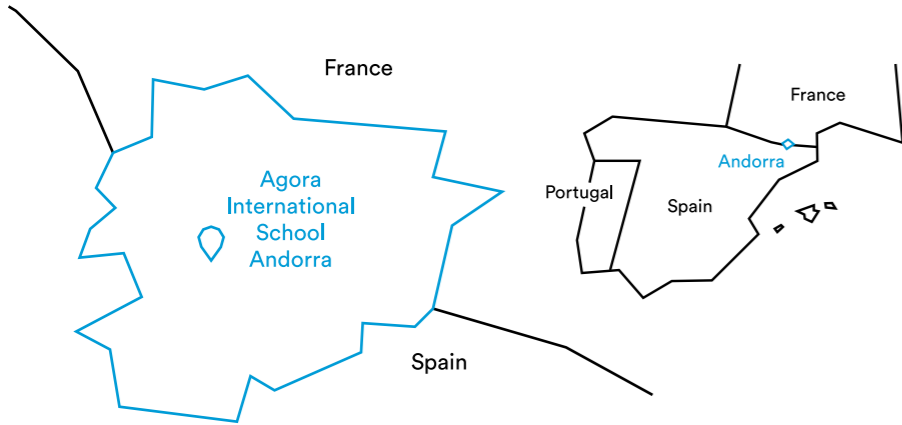 France
Agora
International
School
Andorra
Spain
France
Andorra
Portugal
Spain